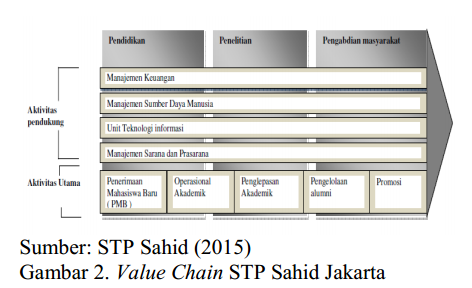 Pendidikan Penelitian Pengabdian masyarakat
Manajemen Keuangan
Aktivitas
pendukung
Manajemen Sumber Daya Manusia
Unit Teknologi informasi
Manajemen Sarana dan Prasarana
Aktivitas Utama
Penerimaan
Mahasiswa Baru
( PMB )
Operasional
Akademik
Penglepasan
Akademik
Pengelolaan
alumni
Promosi
Sumber: STP Sahid (2015)
Gambar 2. Value Chain STP Sahid Jakarta